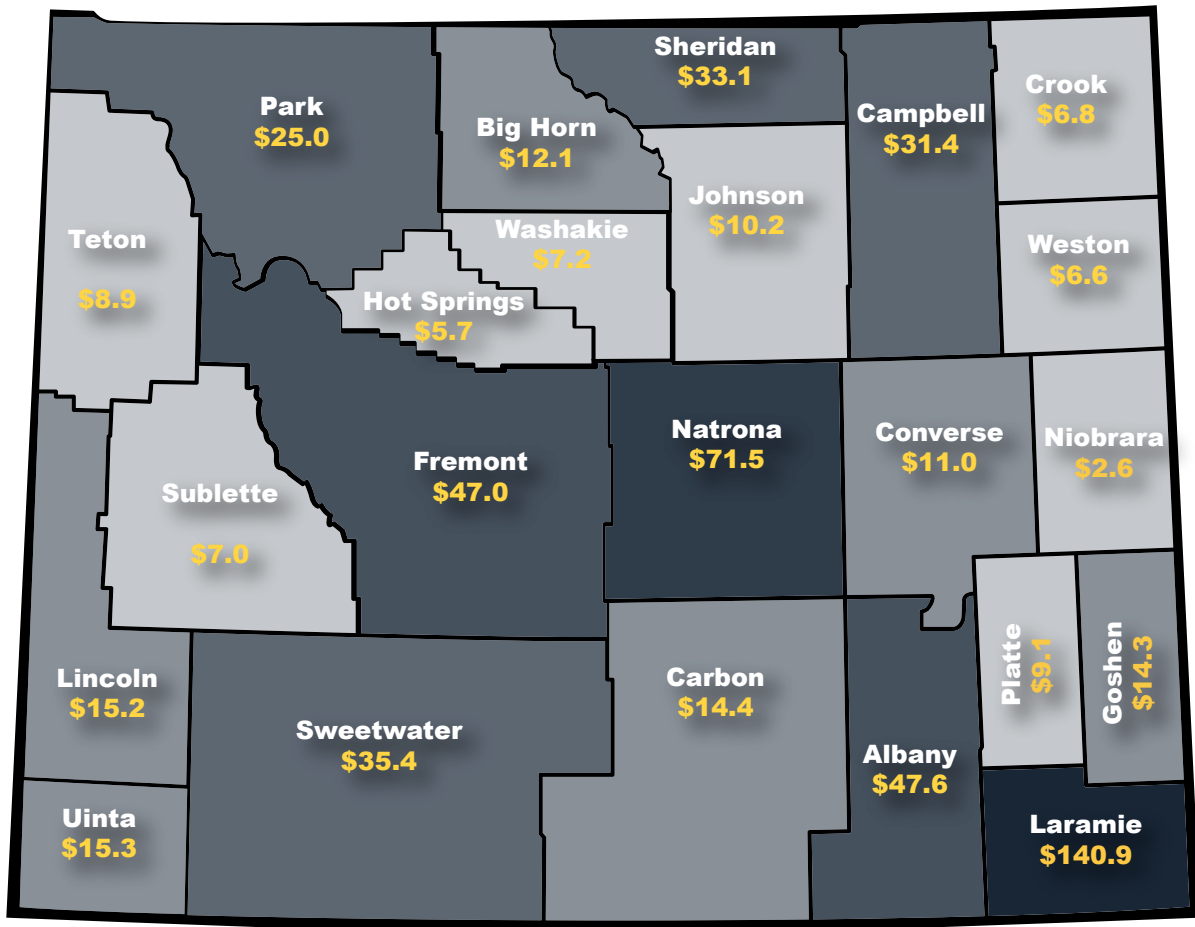 Sheridan
$33.1
Crook
$6.8
Park
$25.0
Campbell
$31.4
Big Horn
$12.1
Johnson
$10.2
Teton
$8.9
Washakie
$7.2
Weston
$6.6
Hot Springs
$5.7
Natrona
$71.5
Converse
$11.0
Niobrara
$2.6
Fremont
$47.0
Sublette
$7.0
Platte
$9.1
Goshen
$14.3
Lincoln
$15.2
Carbon
$14.4
Sweetwater
$35.4
Albany
$47.6
Uinta
$15.3
Laramie
$140.9